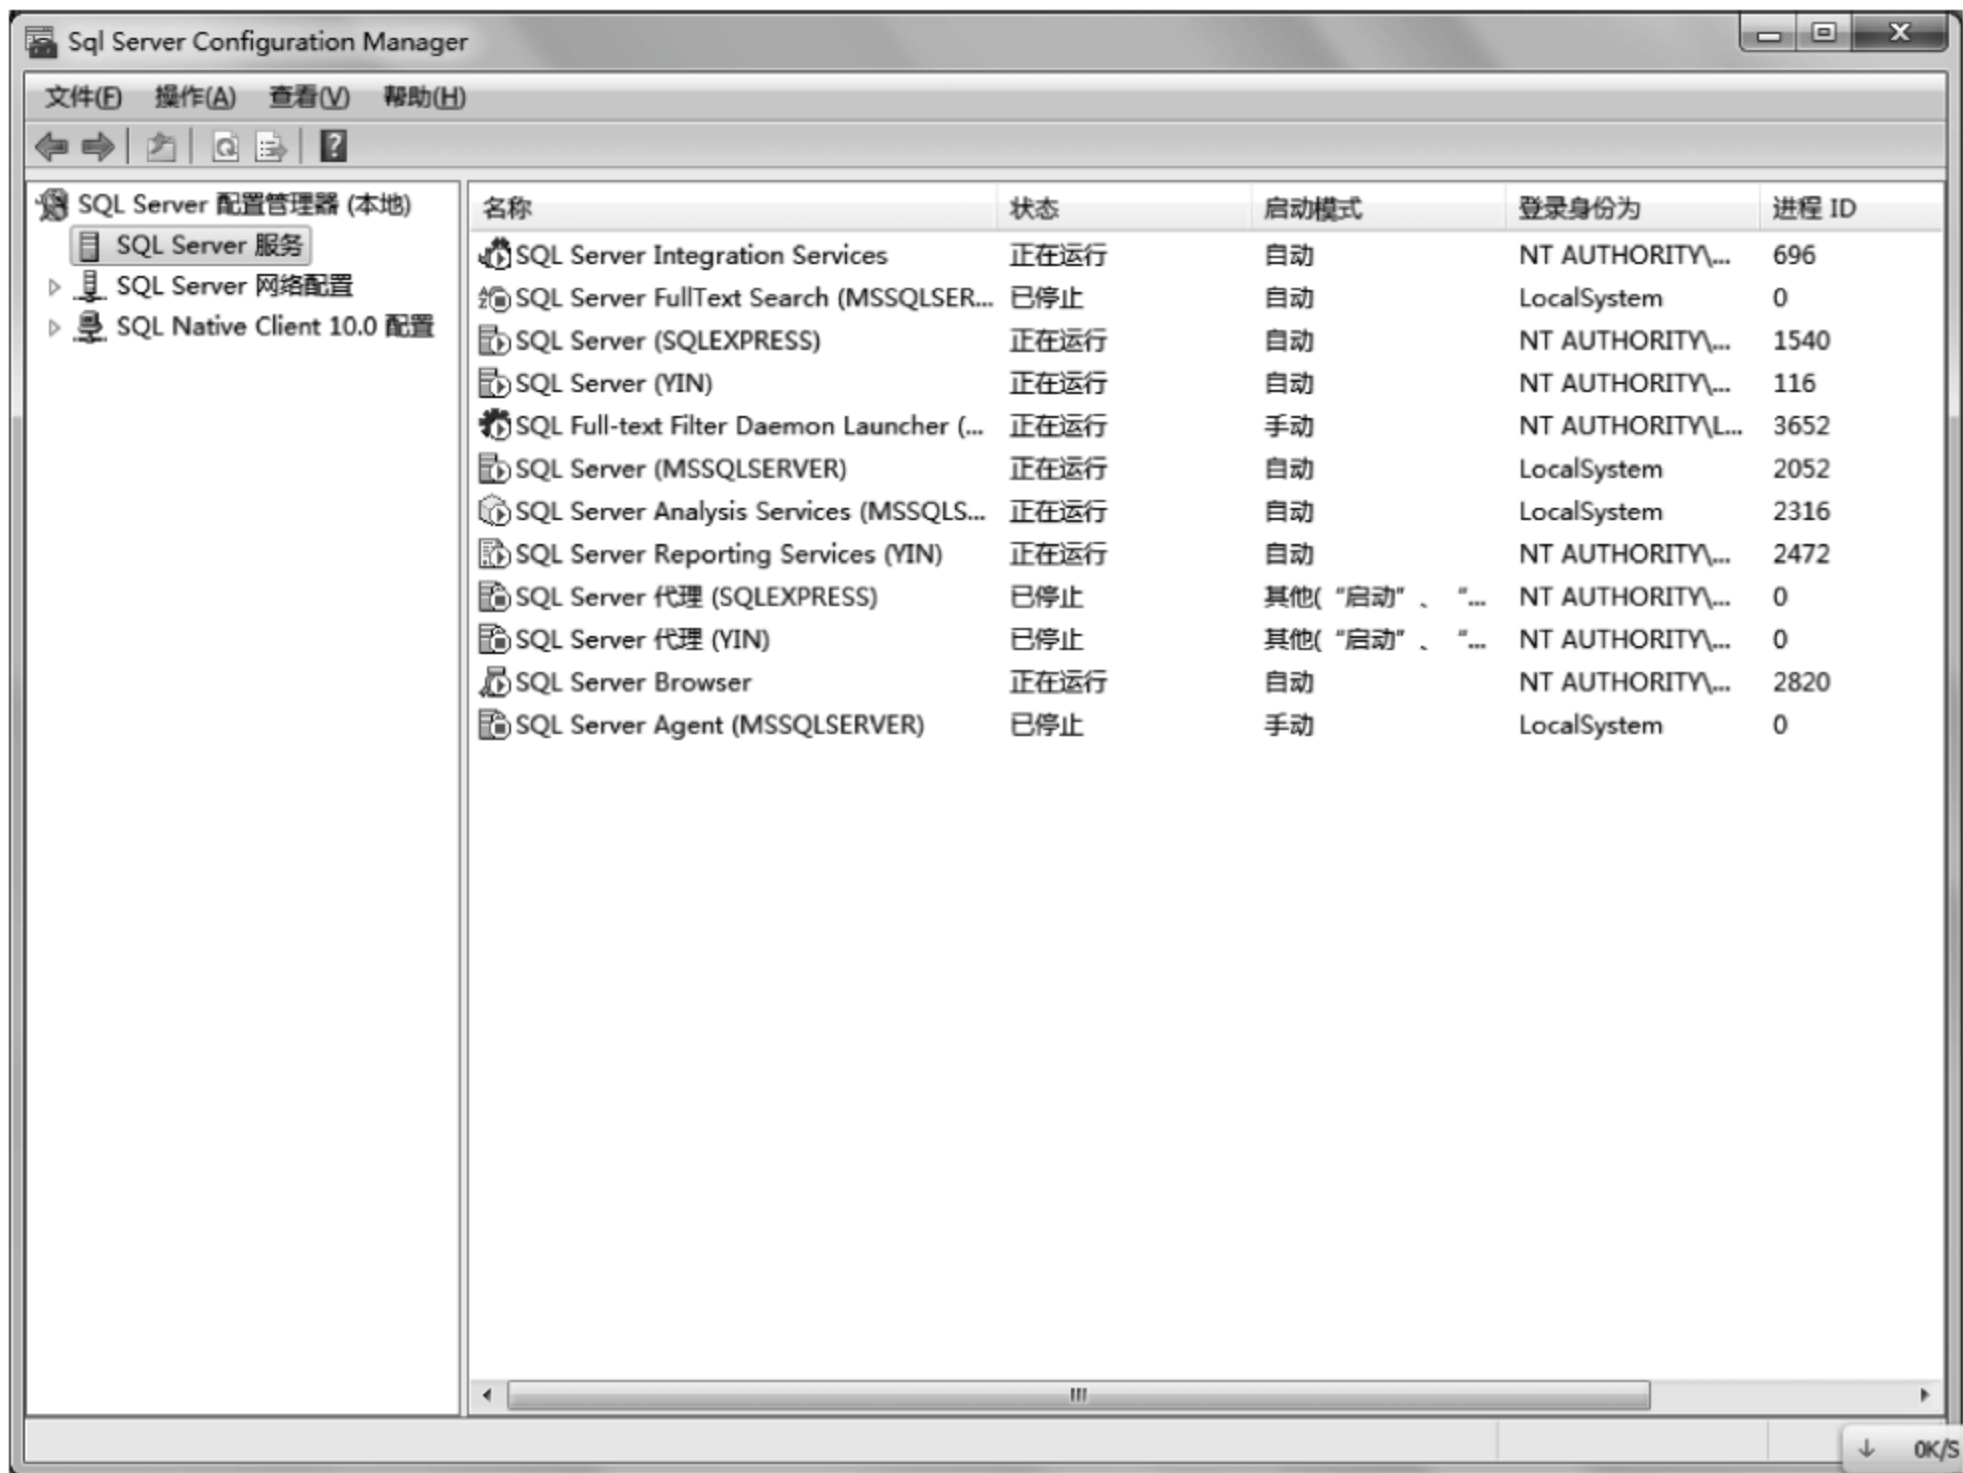 Sql Server Configuration Manager
文件(F) 操作(A) 查看(V) 帮助(H)
SQL Server 配置管理器 (本地)
SQL Server 服务
SQL Server 网络配置
SQL Native Client 10.0 配置
名称 状态 启动模式 登录身份为 进程 ID
SQL Server Integration Services 正在运行 自动 NT AUTHORITY\... 696
SQL Server FullText Search (MSSQLSER... 已停止 自动 LocalSystem 0
SQL Server (SQLEXPRESS) 正在运行 自动 NT AUTHORITY\... 1540
SQL Server (YIN) 正在运行 自动 NT AUTHORITY\... 116
SQL Full-text Filter Daemon Launcher (... 正在运行 手动 NT AUTHORITY\L... 3652
SQL Server (MSSQLSERVER) 正在运行 自动 LocalSystem 2052
SQL Server Analysis Services (MSSQLS... 正在运行 自动 LocalSystem 2316
SQL Server Reporting Services (YIN) 正在运行 自动 NT AUTHORITY\... 2472
SQL Server 代理 (SQLEXPRESS) 已停止 其他(“启动”、“... NT AUTHORITY\... 0
SQL Server 代理 (YIN) 已停止 其他(“启动”、“... NT AUTHORITY\... 0
SQL Server Browser 正在运行 自动 NT AUTHORITY\... 2820
SQL Server Agent (MSSQLSERVER) 已停止 手动 LocalSystem 0
↓ 0K/S